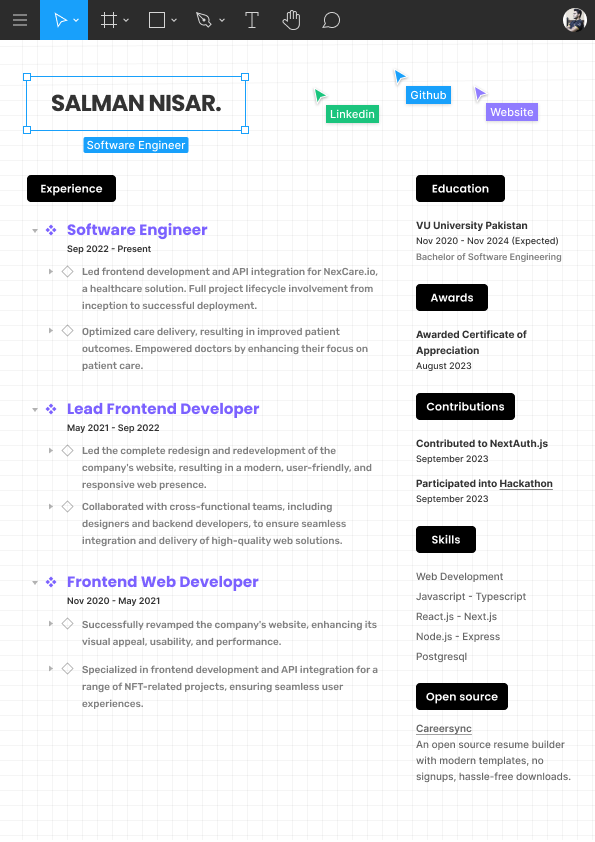 SALMAN NISAR.
Software Engineer
Linkedin
Github
Website
Experience
Software Engineer
Sep 2022 - Present
Led frontend development and API integration for NexCare.io,
a healthcare solution. Full project lifecycle involvement from
inception to successful deployment.
Optimized care delivery, resulting in improved patient
outcomes. Empowered doctors by enhancing their focus on
patient care.
Lead Frontend Developer
May 2021 - Sep 2022
Led the complete redesign and redevelopment of the
company's website, resulting in a modern, user-friendly, and
responsive web presence.
Collaborated with cross-functional teams, including
designers and backend developers, to ensure seamless
integration and delivery of high-quality web solutions.
Frontend Web Developer
Nov 2020 - May 2021
Successfully revamped the company's website, enhancing its
visual appeal, usability, and performance.
Specialized in frontend development and API integration for a
range of NFT-related projects, ensuring seamless user
experiences.
Education
VU University Pakistan
Nov 2020 - Nov 2024 (Expected)
Bachelor of Software Engineering
Awards
Awarded Certificate of
Appreciation
August 2023
Contributions
Contributed to NextAuth.js
September 2023
Participated into Hackathon
September 2023
Skills
Web Development
Javascript - Typescript
React.js - Next.js
Node.js - Express
Postgresql
Open source
Careersync
An open source resume builder
with modern templates, no
signups, hassle-free downloads.